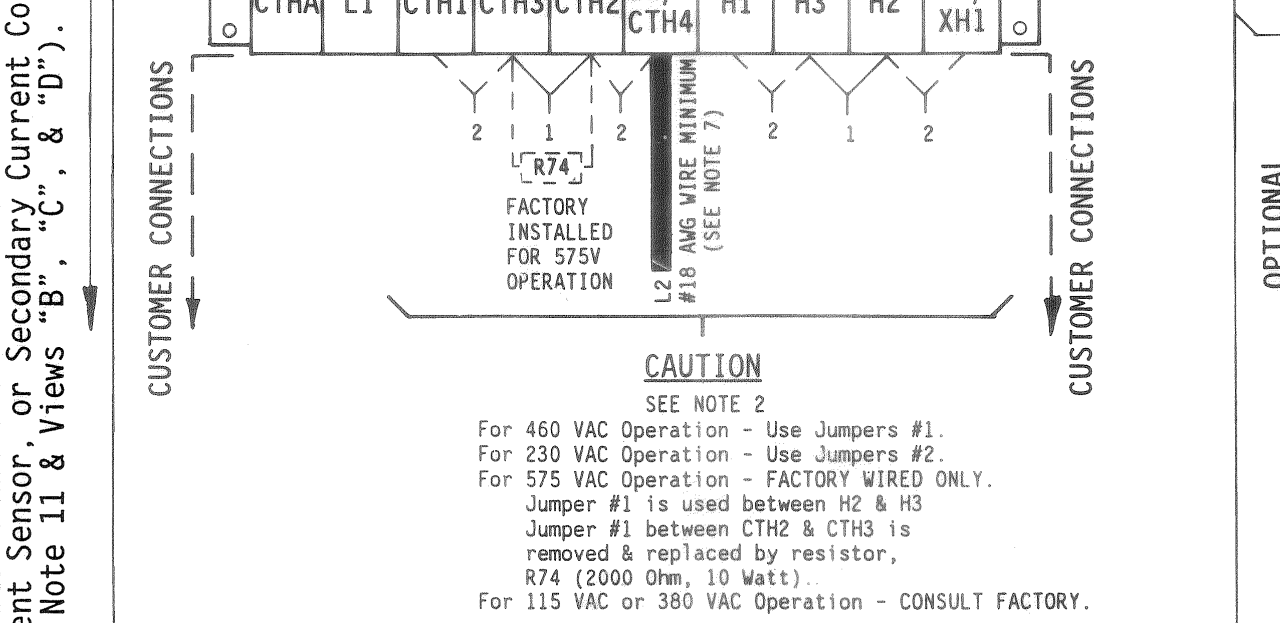 CTHA L1 CTH1 CTH3 CTH2 CTH4 H1 H3 H2 XH1
2 1 2 2 1 2
R74
FACTORY
INSTALLED
FOR 575V
OPERATION
L2
#18 AWG WIRE MINIMUM
(SEE NOTE 7)
CUSTOMER CONNECTIONS
CUSTOMER CONNECTIONS
ent Sensor, or Secondary Current Co
Note 11 & Views "B", "C", & "D").
OPTIONAL
CAUTION
SEE NOTE 2
For 460 VAC Operation - Use Jumpers #1.
For 230 VAC Operation - Use Jumpers #2.
For 575 VAC Operation - FACTORY WIRED ONLY.
Jumper #1 is used between H2 & H3
Jumper #1 between CTH2 & CTH3 is
removed & replaced by resistor,
R74 (2000 Ohm, 10 Watt).
For 115 VAC or 380 VAC Operation - CONSULT FACTORY.